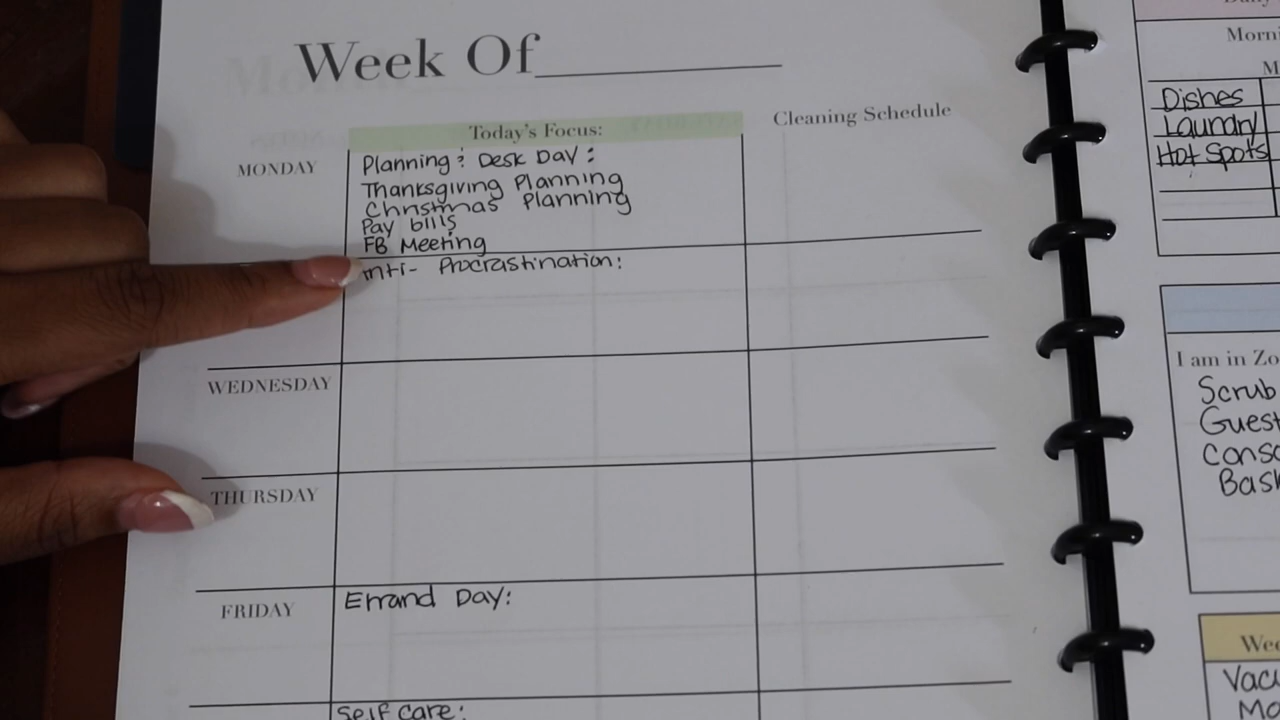 Week Of
Today's Focus:
Cleaning Schedule
MONDAY
Planning & Desk Day:
Thanksgiving Planning
Christmas Planning
Pay bills
FB Meeting
nti- Procrastination:
WEDNESDAY
THURSDAY
FRIDAY
Errand Day:
Self care:
Dishes
Laundry
Hot Spots
I am in Zo
Scrub
Guest
Conso
Bask
Wee
Vacu
Mo